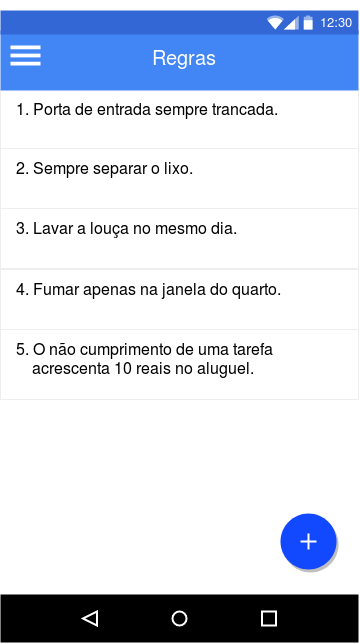 12:30
Regras
1. Porta de entrada sempre trancada.
2. Sempre separar o lixo.
3. Lavar a louça no mesmo dia.
4. Fumar apenas na janela do quarto.
5. O não cumprimento de uma tarefa
acrescenta 10 reais no aluguel.
+